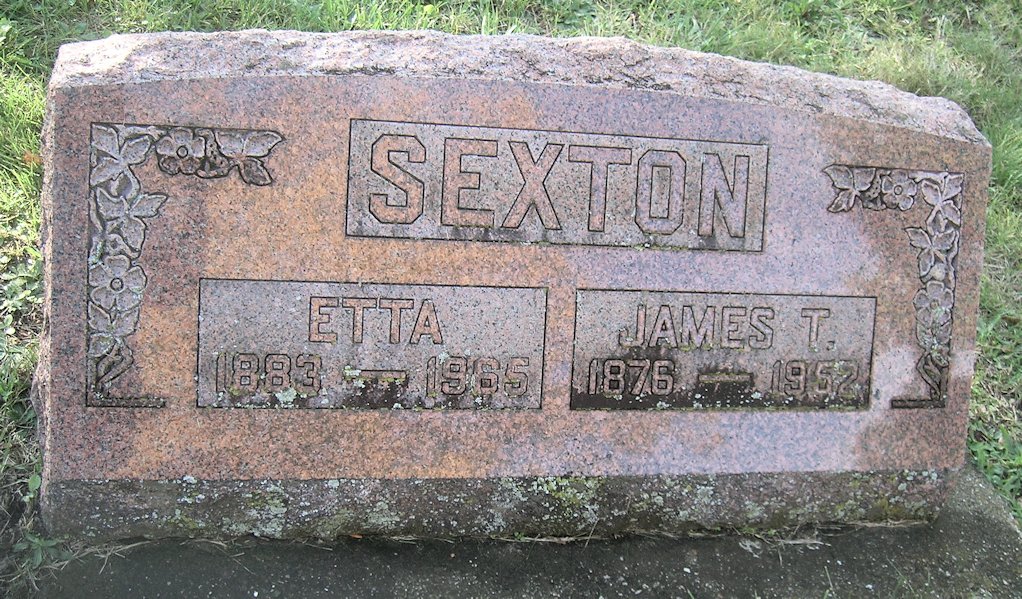 SEXTON
ETTA
1883 — 1965
JAMES T.
1876 — 1952